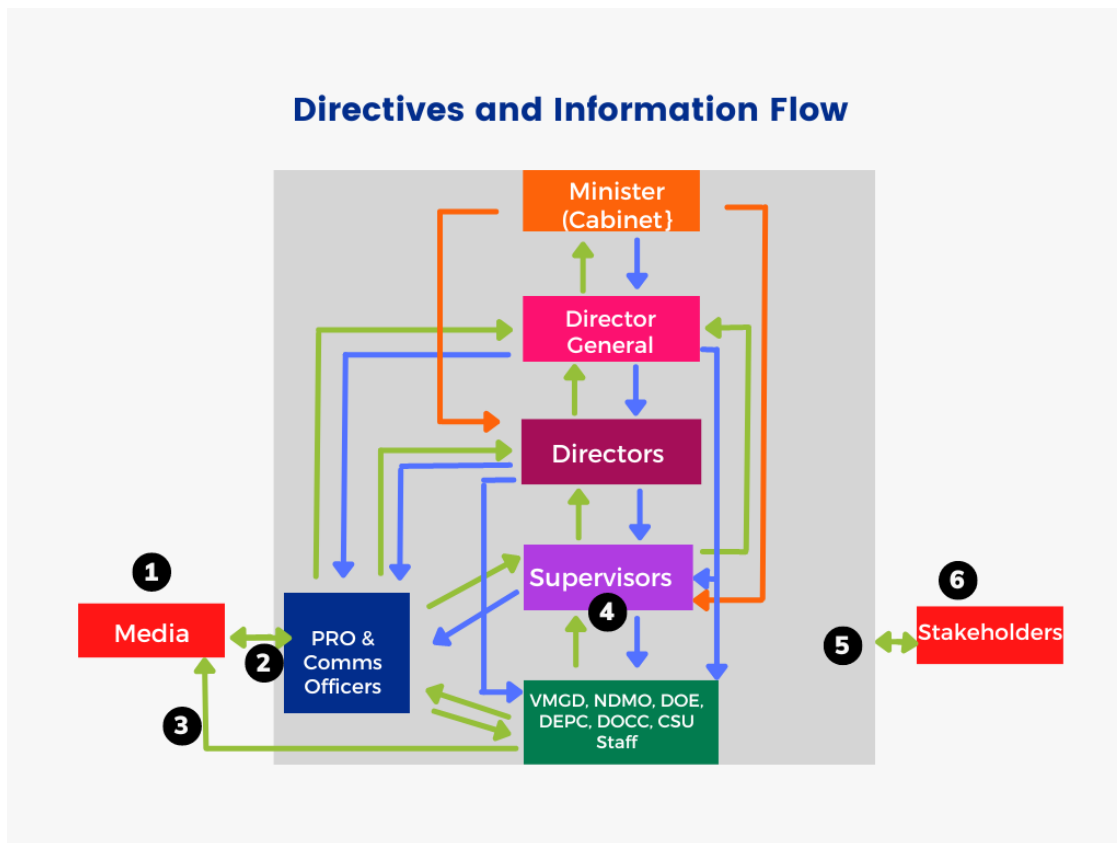 Directives and Information Flow
Minister
(Cabinet}
Director
General
Directors
Supervisors
4
1
Media
2
PRO &
Comms
Officers
3
VMGD, NDMO, DOE,
DEPC, DOCC, CSU
Staff
5
6
Stakeholders